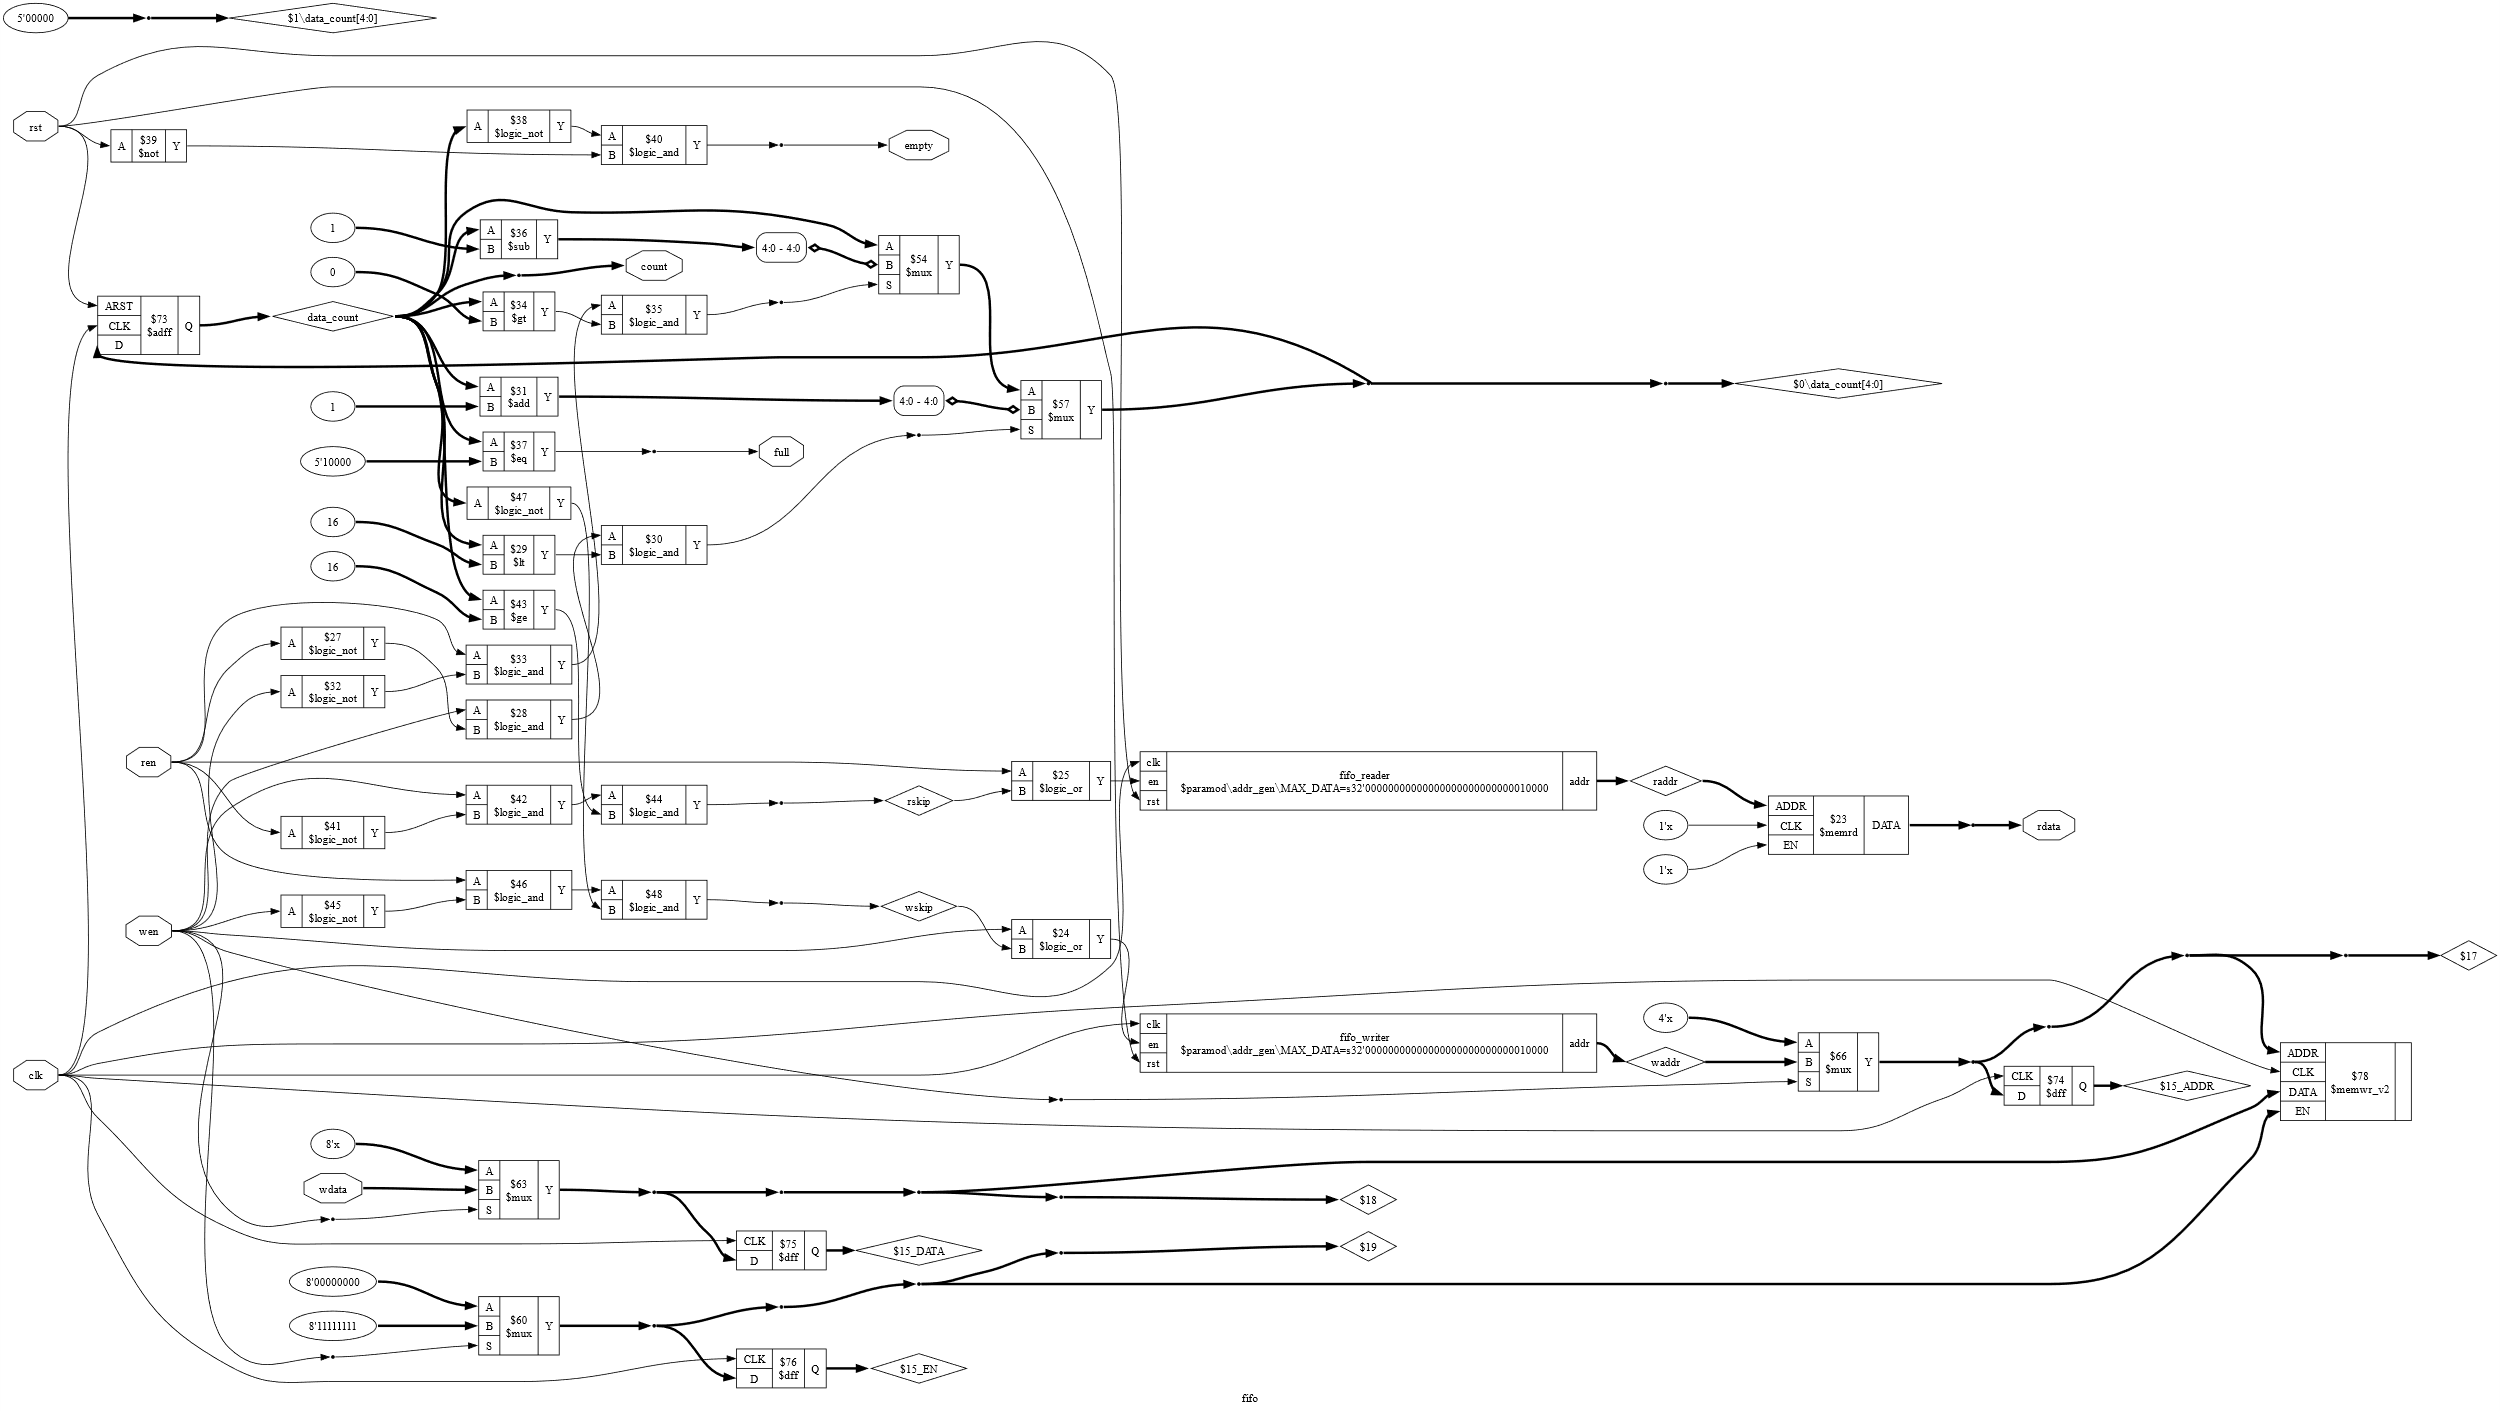 5'00000
$1\data_count[4:0]
rst
A $39 $not Y
A $38 $logic_not Y
A B $40 $logic_and Y
empty
1
A B $36 $sub Y
4:0 - 4:0
A B S $54 $mux Y
count
0
A B $34 $gt Y
A B $35 $logic_and Y
ARST CLK D $73 $adff Q
data_count
1
A B $31 $add Y
4:0 - 4:0
A B S $57 $mux Y
$0\data_count[4:0]
5'10000
A B $37 $eq Y
full
A $47 $logic_not Y
16
A B $29 $lt Y
A B $30 $logic_and Y
16
A B $43 $ge Y
A $27 $logic_not Y
A B $33 $logic_and Y
A $32 $logic_not Y
A B $28 $logic_and Y
ren
A B $42 $logic_and Y
A B $44 $logic_and Y
rskip
A B $25 $logic_or Y
A $41 $logic_not Y
clk en rst fifo_reader
$paramod\addr_gen\MAX_DATA=s32'00000000000000000000000000010000 addr
raddr
ADDR CLK EN $23 $memrd DATA
1'x
1'x
rdata
A B $46 $logic_and Y
A $45 $logic_not Y
A B $48 $logic_and Y
wskip
A B $24 $logic_or Y
wen
$17
clk
clk en rst fifo_writer
$paramod\addr_gen\MAX_DATA=s32'00000000000000000000000000010000 addr
waddr
4'x
A B S $66 $mux Y
CLK D $74 $dff Q
$15_ADDR
ADDR CLK DATA EN $78 $memwr_v2
8'x
wdata
A B S $63 $mux Y
$18
CLK D $75 $dff Q
$15_DATA
$19
8'00000000
8'11111111
A B S $60 $mux Y
CLK D $76 $dff Q
$15_EN
fifo